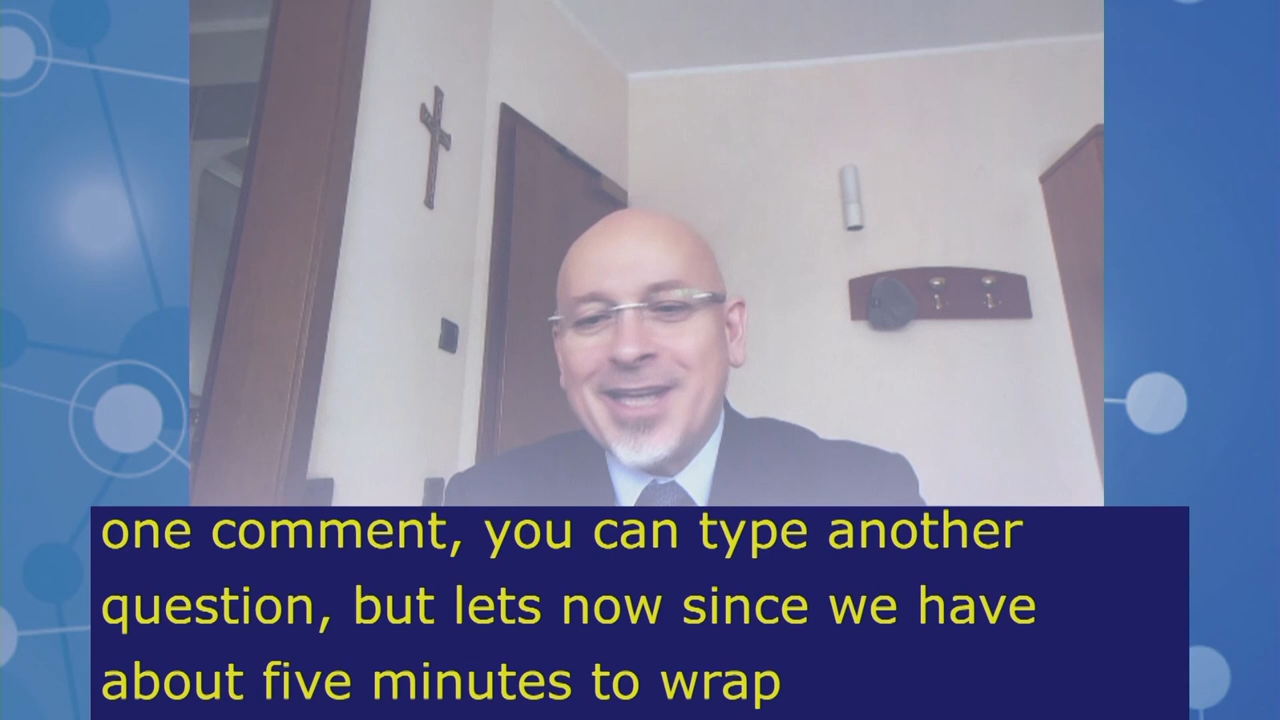 one comment, you can type another
question, but lets now since we have
about five minutes to wrap